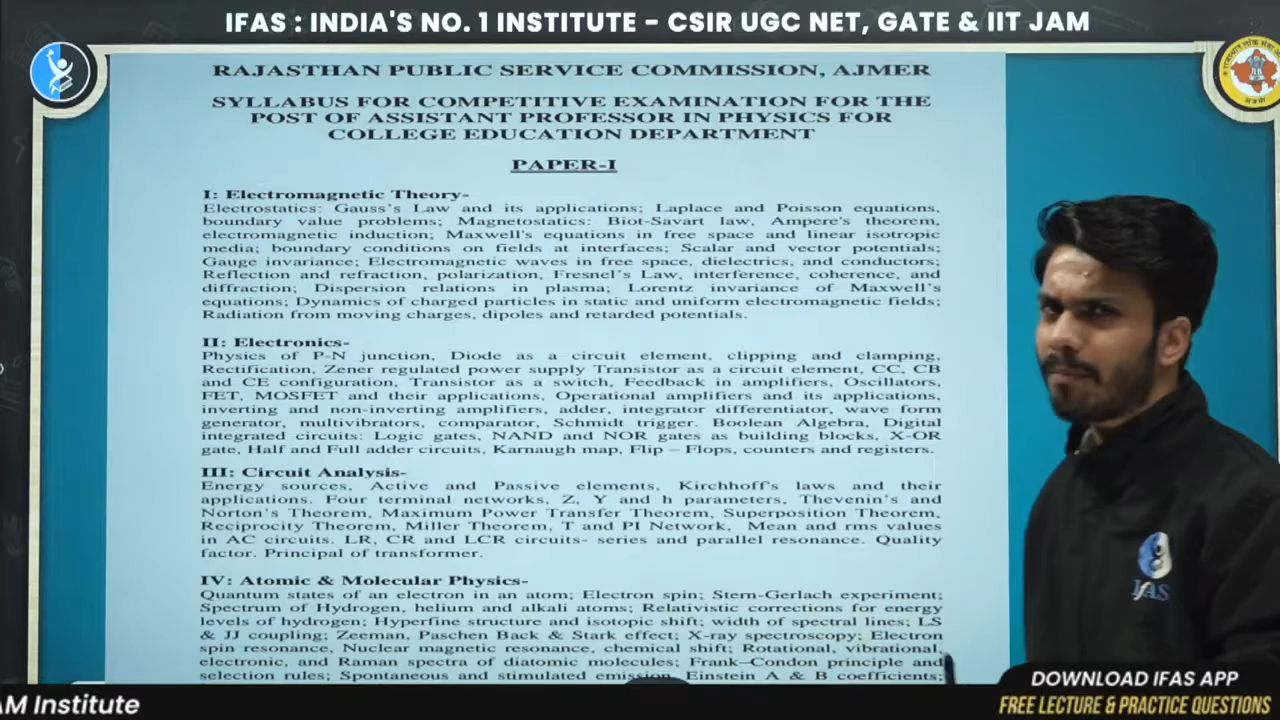 IFAS : INDIA'S NO. 1 INSTITUTE - CSIR UGC NET, GATE & IIT JAM
RAJASTHAN PUBLIC SERVICE COMMISSION, AJMER
SYLLABUS FOR COMPETITIVE EXAMINATION FOR THE
POST OF ASSISTANT PROFESSOR IN PHYSICS FOR
COLLEGE EDUCATION DEPARTMENT
PAPER-I
I: Electromagnetic Theory-
Electrostatics: Gauss's Law and its applications; Laplace and Poisson equations,
boundary value problems; Magnetostatics: Biot-Savart law, Ampere's theorem,
electromagnetic induction; Maxwell's equations in free space and linear isotropic
media; boundary conditions on fields at interfaces; Scalar and vector potentials;
Gauge invariance; Electromagnetic waves in free space, dielectrics, and conductors;
Reflection and refraction, polarization, Fresnel's Law, interference, coherence, and
diffraction; Dispersion relations in plasma; Lorentz invariance of Maxwell's
equations; Dynamics of charged particles in static and uniform electromagnetic fields;
Radiation from moving charges, dipoles and retarded potentials.
II: Electronics-
Physics of P-N junction, Diode as a circuit element, clipping and clamping,
Rectification, Zener regulated power supply Transistor as a circuit element, CC, CB
and CE configuration, Transistor as a switch, Feedback in amplifiers, Oscillators,
FET, MOSFET and their applications, Operational amplifiers and its applications,
inverting and non-inverting amplifiers, adder, integrator differentiator, wave form
generator, multivibrators, comparator, Schmidt trigger. Boolean Algebra, Digital
integrated circuits: Logic gates, NAND and NOR gates as building blocks, X-OR
gate, Half and Full adder circuits, Karnaugh map, Flip – Flops, counters and registers.
III: Circuit Analysis-
Energy sources, Active and Passive elements, Kirchhoff's laws and their
applications. Four terminal networks, Z, Y and h parameters, Thevenin's and
Norton's Theorem, Maximum Power Transfer Theorem, Superposition Theorem,
Reciprocity Theorem, Miller Theorem, T and PI Network, Mean and rms values
in AC circuits. LR, CR and LCR circuits- series and parallel resonance. Quality
factor. Principal of transformer.
IV: Atomic & Molecular Physics-
Quantum states of an electron in an atom; Electron spin; Stern-Gerlach experiment;
Spectrum of Hydrogen, helium and alkali atoms; Relativistic corrections for energy
levels of hydrogen; Hyperfine structure and isotopic shift; width of spectral lines; LS
& JJ coupling; Zeeman, Paschen Back & Stark effect; X-ray spectroscopy; Electron
spin resonance, Nuclear magnetic resonance, chemical shift; Rotational, vibrational,
electronic, and Raman spectra of diatomic molecules; Frank–Condon principle and
selection rules; Spontaneous and stimulated emission, Einstein A & B coefficients;
IFAS
DOWNLOAD IFAS APP
FREE LECTURE & PRACTICE QUESTIONS
AM Institute